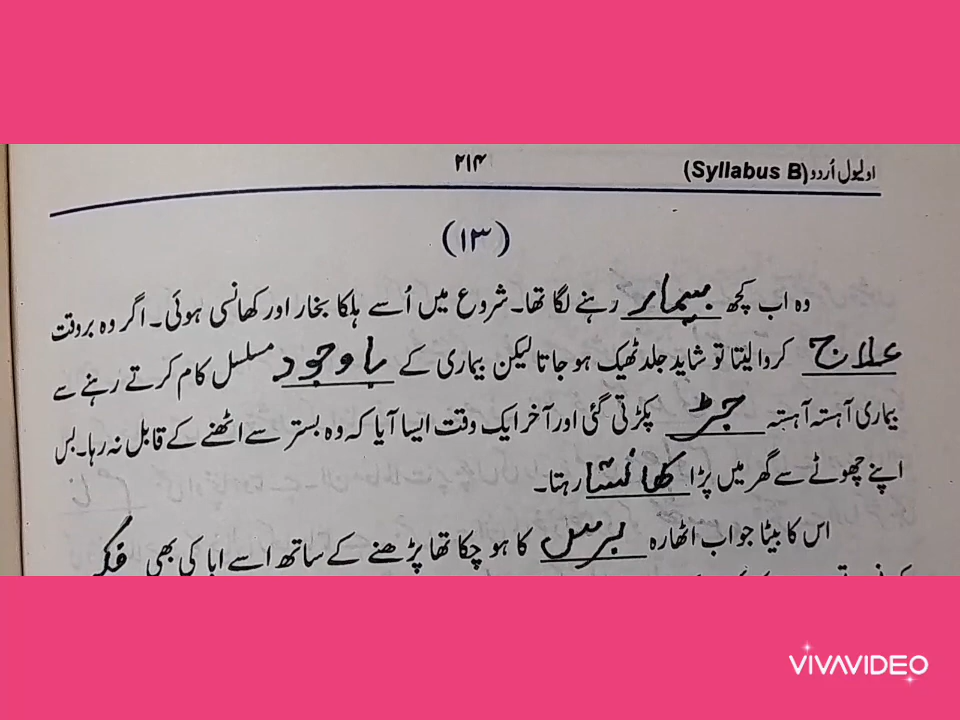 اولیول اُردو (Syllabus B) ۲۱۴
(۱۳)
وہ اب کچھ بیمار رہنے لگا تھا۔ شروع میں اُسے ہلکا بخار اور کھانسی ہوئی۔ اگر وہ بروقت
علاج کروا لیتا تو شاید جلد ٹھیک ہو جاتا لیکن بیماری کے باوجود مسلسل کام کرتے رہنے سے
بیماری آہستہ آہستہ جڑ پکڑتی گئی اور آخر ایک وقت ایسا آیا کہ وہ بستر سے اٹھنے کے قابل نہ رہا۔ بس
اپنے چھوٹے سے گھر میں پڑا کھانستا رہتا۔
اس کا بیٹا جو اب اٹھارہ برس کا ہو چکا تھا پڑھنے کے ساتھ اسے ابا کی بھی فکر
VIVAVIDEO